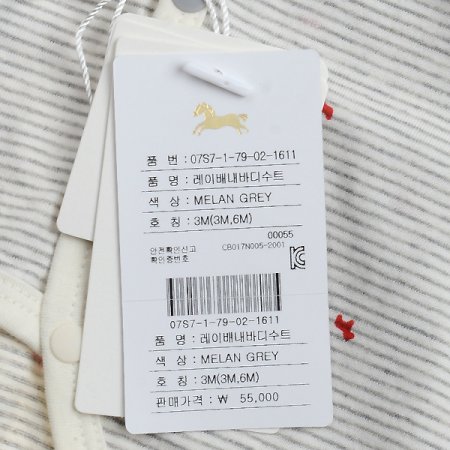 품 번 : 07S7-1-79-02-1611
품 명 : 레이배내바디수트
색 상 : MELAN GREY
호 칭 : 3M(3M,6M)
00055
안전확인신고
확인증번호 CB017N005-2001
07S7-1-79-02-1611
품 명 : 레이배내바디수트
색 상 : MELAN GREY
호 칭 : 3M(3M,6M)
판매가격 : ₩ 55,000